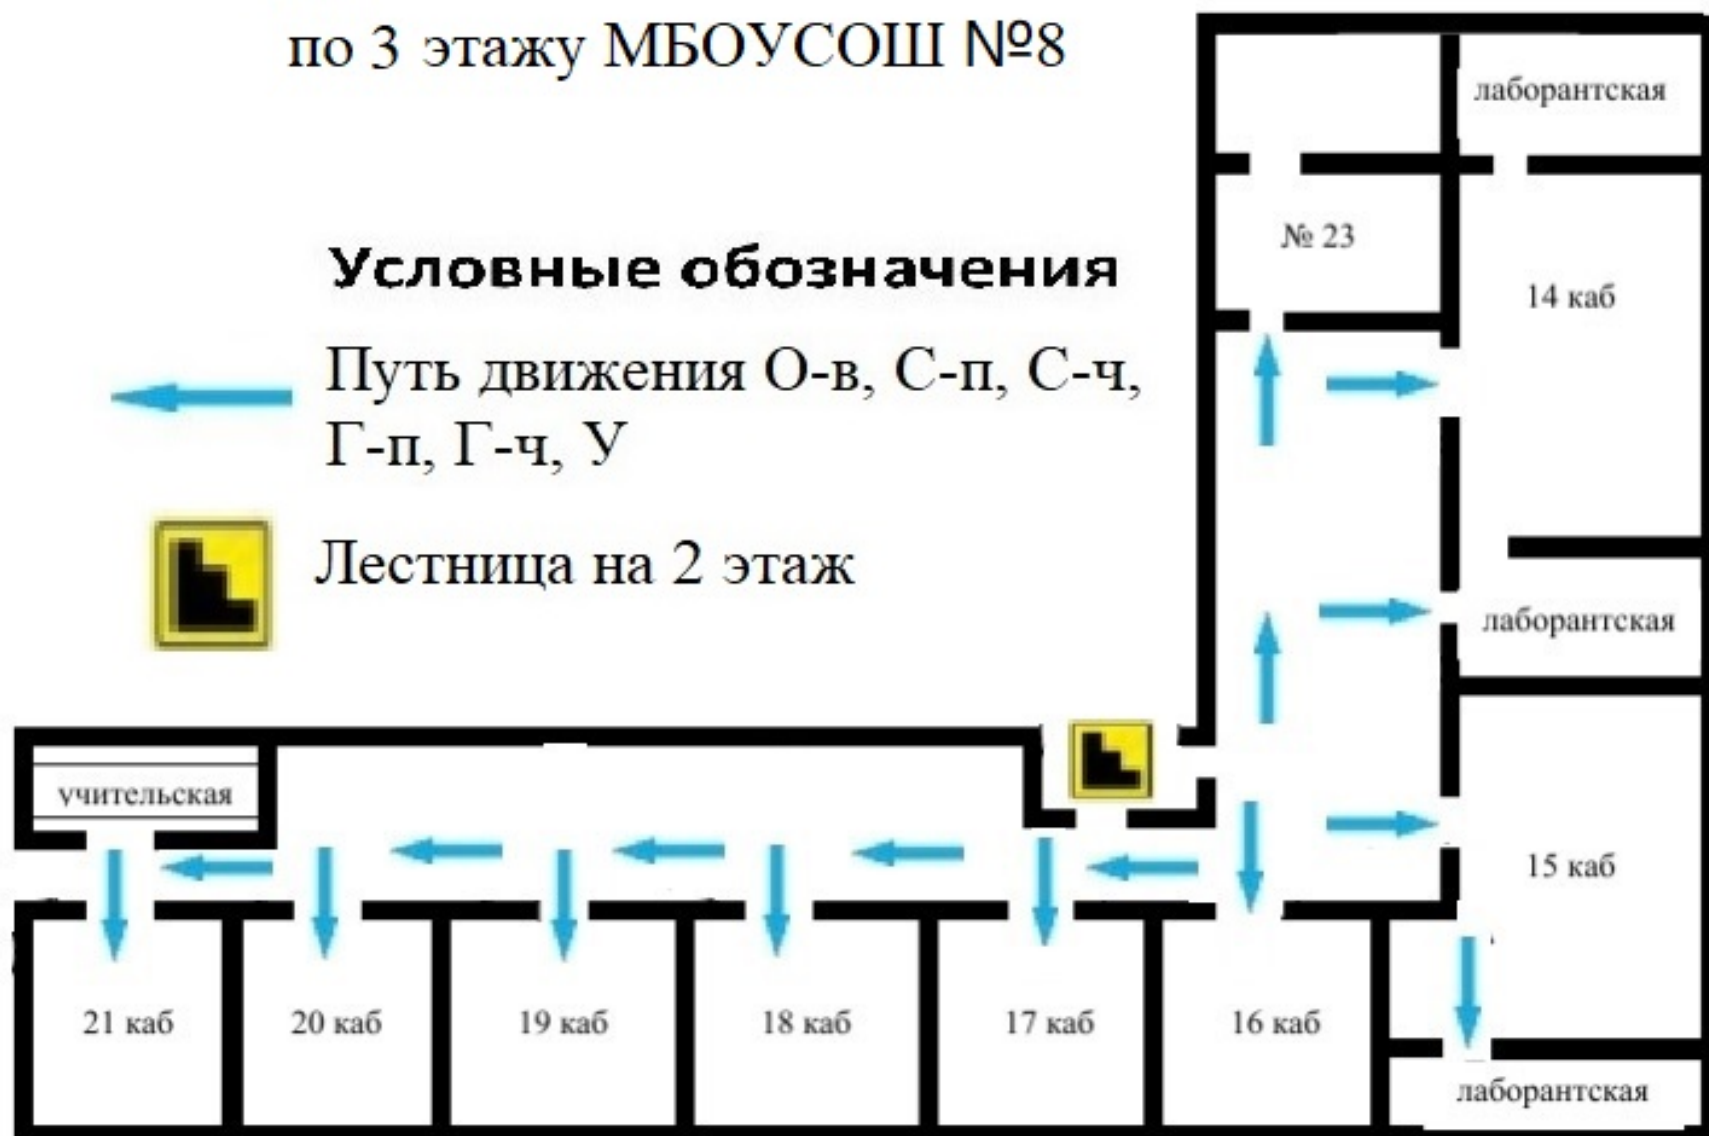 по 3 этажу МБОУСОШ №8
лаборантская
№ 23
Условные обозначения
14 каб
Путь движения О-в, С-п, С-ч,
Г-п, Г-ч, У
Лестница на 2 этаж
лаборантская
учительская
15 каб
21 каб
20 каб
19 каб
18 каб
17 каб
16 каб
лаборантская